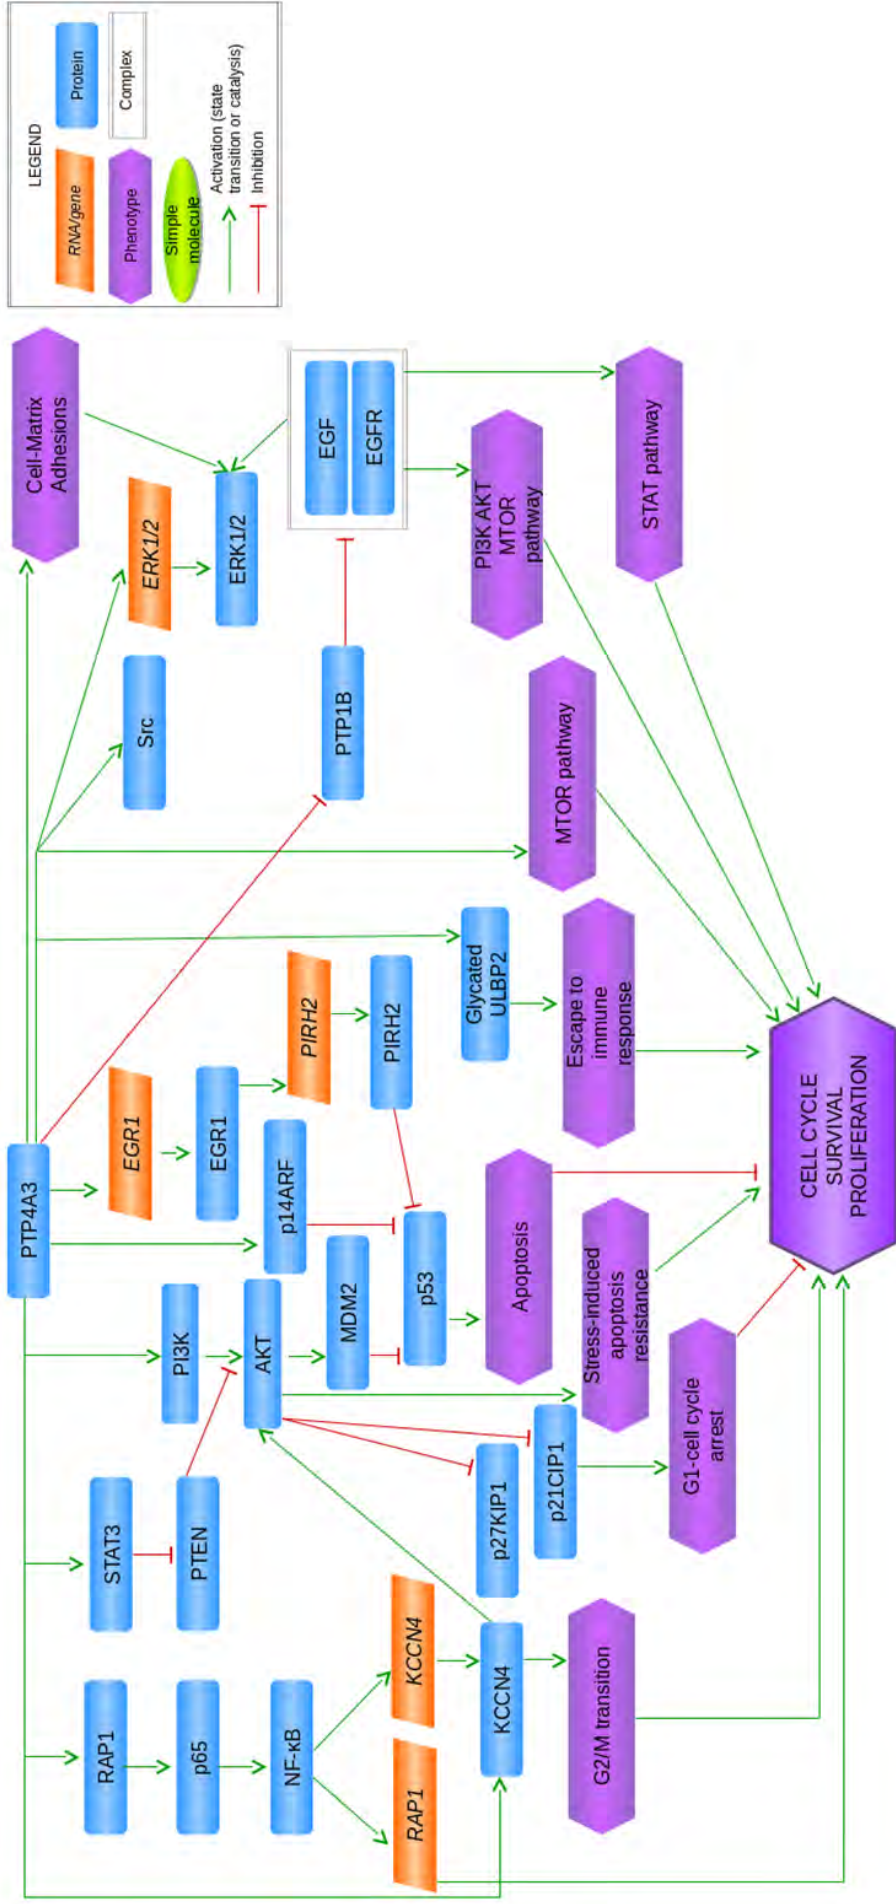 LEGEND
RNA/gene
Protein
Phenotype
Complex
Simple
molecule
Activation (state
transition or catalysis)
Inhibition
PTP4A3
Cell-Matrix
Adhesions
RAP1
STAT3
PI3K
EGR1
Src
ERK1/2
p65
PTEN
AKT
EGR1
ERK1/2
NF-κB
MDM2
p14ARF
PIRH2
PTP1B
EGF
EGFR
RAP1
KCCN4
p53
PIRH2
KCCN4
p27KIP1
p21CIP1
Apoptosis
Glycated
ULBP2
MTOR pathway
PI3K AKT
MTOR
pathway
G2/M transition
G1-cell cycle
arrest
Stress-induced
apoptosis
resistance
Escape to
immune
response
STAT pathway
CELL CYCLE
SURVIVAL
PROLIFERATION